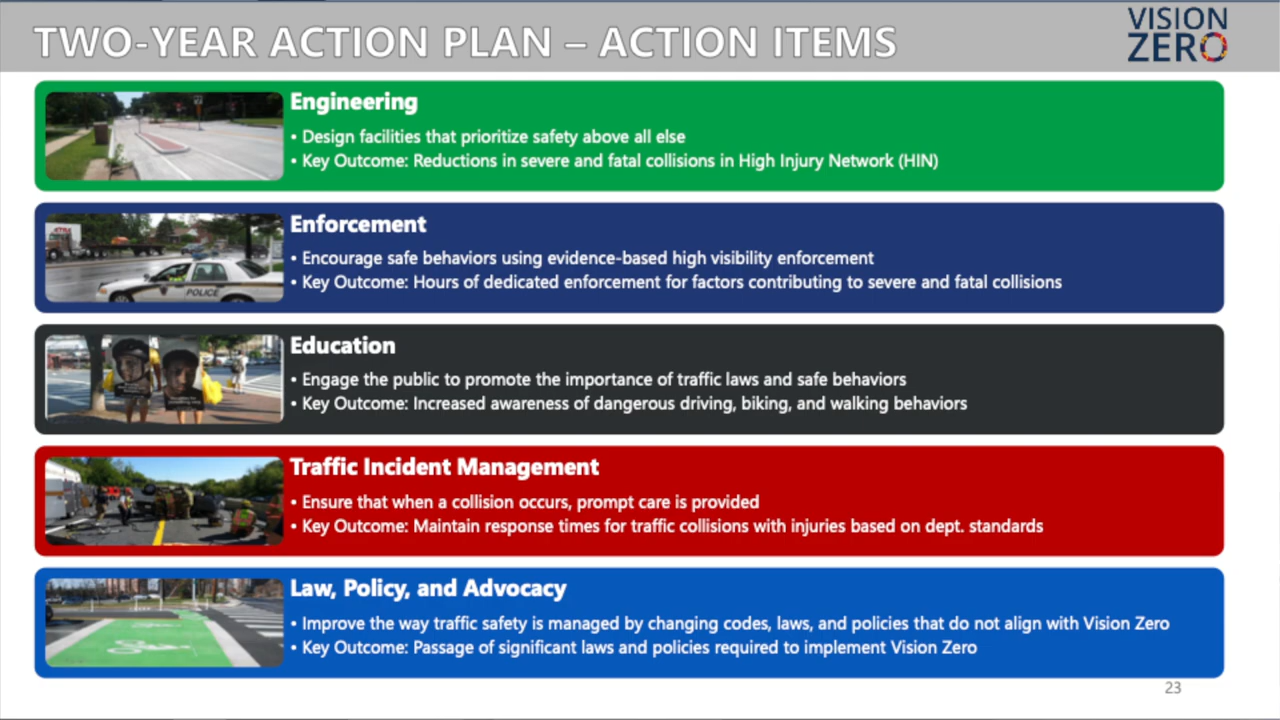 TWO-YEAR ACTION PLAN – ACTION ITEMS
VISION
ZERO
Engineering
• Design facilities that prioritize safety above all else
• Key Outcome: Reductions in severe and fatal collisions in High Injury Network (HIN)
Enforcement
• Encourage safe behaviors using evidence-based high visibility enforcement
• Key Outcome: Hours of dedicated enforcement for factors contributing to severe and fatal collisions
POLICE
Education
• Engage the public to promote the importance of traffic laws and safe behaviors
• Key Outcome: Increased awareness of dangerous driving, biking, and walking behaviors
Traffic Incident Management
• Ensure that when a collision occurs, prompt care is provided
• Key Outcome: Maintain response times for traffic collisions with injuries based on dept. standards
Law, Policy, and Advocacy
• Improve the way traffic safety is managed by changing codes, laws, and policies that do not align with Vision Zero
• Key Outcome: Passage of significant laws and policies required to implement Vision Zero
23